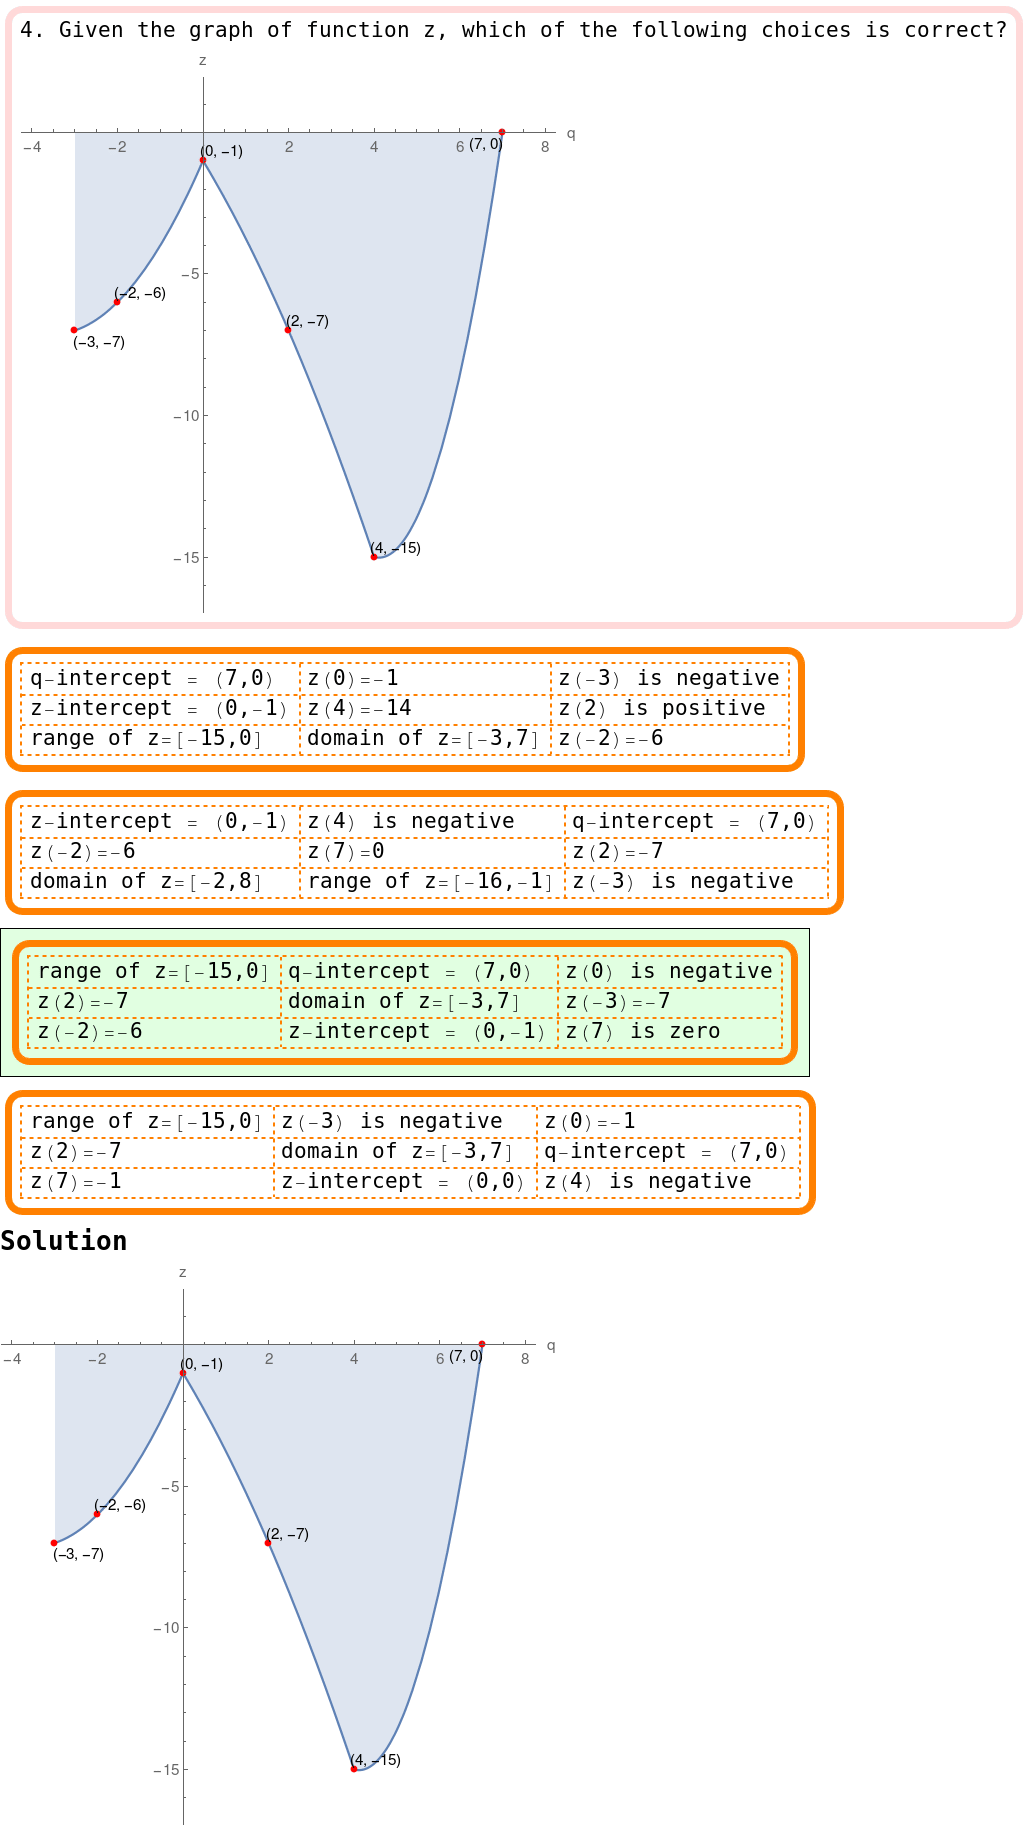 4. Given the graph of function z, which of the following choices is correct?
z
−4 −2 2 4 6 8 q
(0, −1) (7, 0)
−5
(−2, −6)
(2, −7)
(−3, −7)
−10
(4, −15)
−15
q-intercept = (7,0) z(0)=-1 z(-3) is negative
z-intercept = (0,-1) z(4)=-14 z(2) is positive
range of z=[-15,0] domain of z=[-3,7] z(-2)=-6
z-intercept = (0,-1) z(4) is negative q-intercept = (7,0)
z(-2)=-6 z(7)=0 z(2)=-7
domain of z=[-2,8] range of z=[-16,-1] z(-3) is negative
range of z=[-15,0] q-intercept = (7,0) z(0) is negative
z(2)=-7 domain of z=[-3,7] z(-3)=-7
z(-2)=-6 z-intercept = (0,-1) z(7) is zero
range of z=[-15,0] z(-3) is negative z(0)=-1
z(2)=-7 domain of z=[-3,7] q-intercept = (7,0)
z(7)=-1 z-intercept = (0,0) z(4) is negative
Solution
z
−4 −2 2 4 6 8 q
(0, −1) (7, 0)
−5
(−2, −6)
(2, −7)
(−3, −7)
−10
(4, −15)
−15